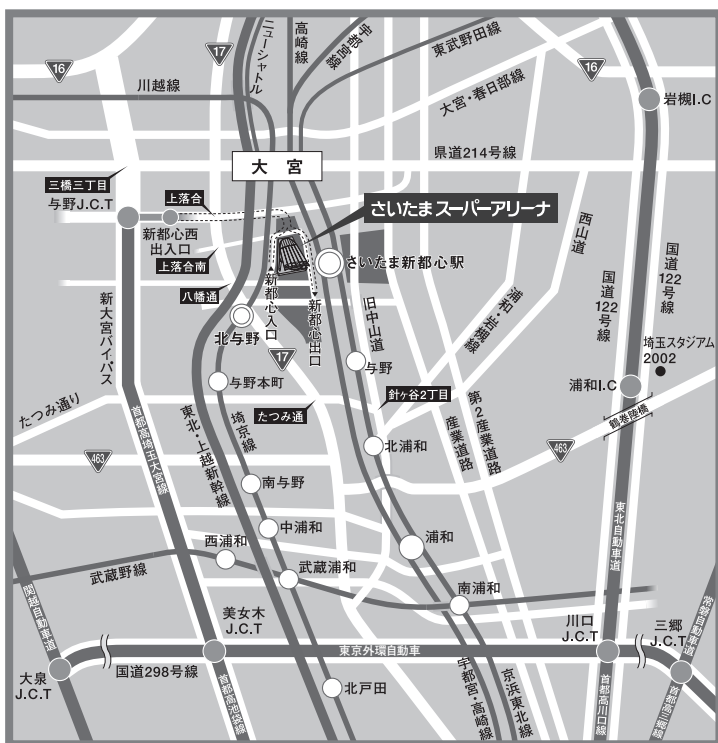 16
17
ニューシャトル
高崎線
宇都宮線
東武野田線
16
川越線
大宮・春日部線
岩槻I.C
大宮
県道214号線
三橋三丁目
与野J.C.T
上落合
さいたまスーパーアリーナ
新都心西
出入口
上落合南
さいたま新都心駅
西山道
国道122号線
国道122号線
八幡通
新都心入口
新都心出口
旧中山道
浦和・岩槻線
新大宮バイパス
北与野
17
与野
埼玉スタジアム
2002
与野本町
針ヶ谷2丁目
浦和I.C
たつみ通り
たつみ通
産業道路
第2産業道路
鶴巻陸橋
首都高埼玉大宮線
東北・上越新幹線
埼京線
北浦和
463
463
南与野
中浦和
西浦和
浦和
東北自動車道
武蔵野線
武蔵浦和
南浦和
関越自動車道
常磐自動車道
美女木
J.C.T
川口
J.C.T
三郷
J.C.T
東京外環自動車
大泉
J.C.T
国道298号線
北戸田
首都高池袋線
宇都宮・高崎線
京浜東北線
首都高川口線
首都高三郷線